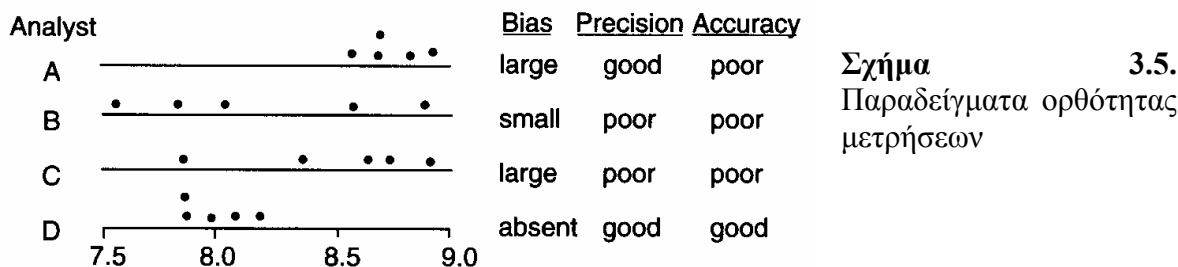 Analyst Bias Precision Accuracy
A large good poor
B small poor poor
C large poor poor
D absent good good
7.5 8.0 8.5 9.0
Σχήμα 3.5.
Παραδείγματα ορθότητας
μετρήσεων